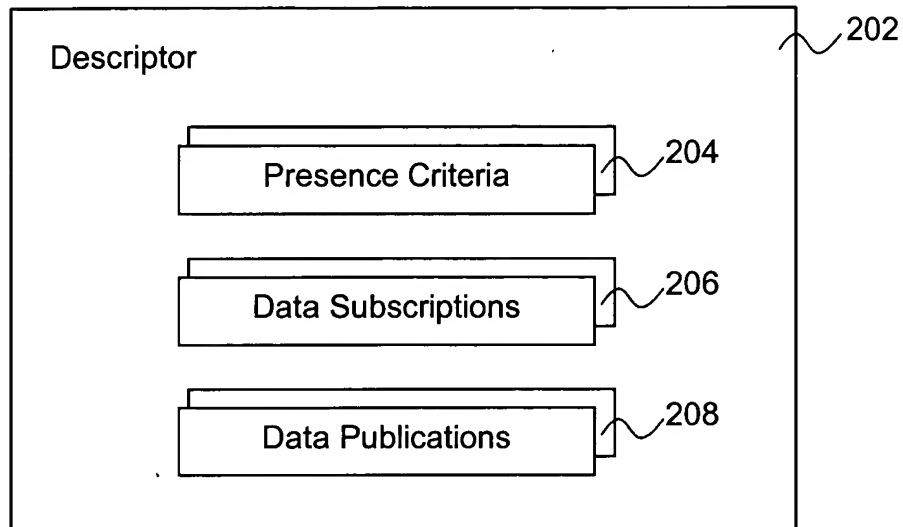 202
Descriptor
Presence Criteria
204
Data Subscriptions
206
Data Publications
208